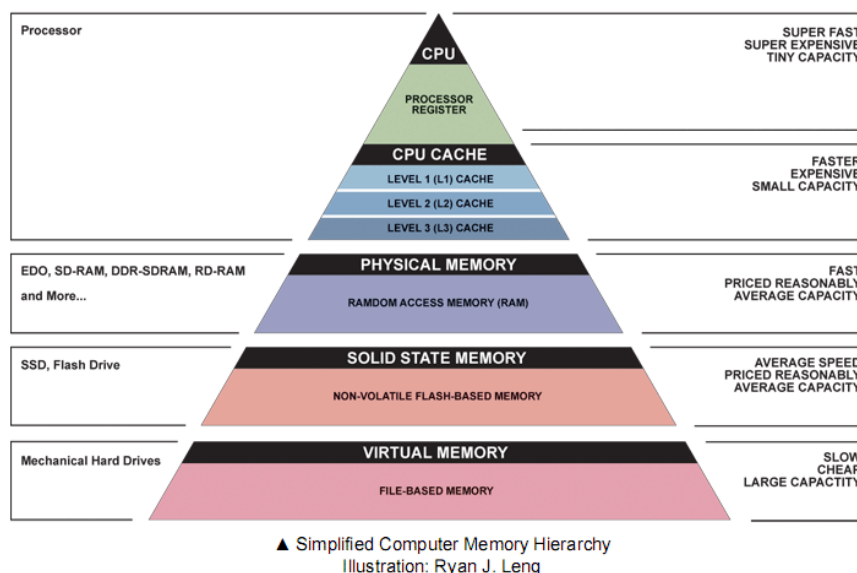 Processor
CPU
PROCESSOR
REGISTER
SUPER FAST
SUPER EXPENSIVE
TINY CAPACITY
CPU CACHE
LEVEL 1 (L1) CACHE
LEVEL 2 (L2) CACHE
LEVEL 3 (L3) CACHE
FASTER
EXPENSIVE
SMALL CAPACITY
EDO, SD-RAM, DDR-SDRAM, RD-RAM
and More...
PHYSICAL MEMORY
RAMDOM ACCESS MEMORY (RAM)
FAST
PRICED REASONABLY
AVERAGE CAPACITY
SSD, Flash Drive
SOLID STATE MEMORY
NON-VOLATILE FLASH-BASED MEMORY
AVERAGE SPEED
PRICED REASONABLY
AVERAGE CAPACITY
Mechanical Hard Drives
VIRTUAL MEMORY
FILE-BASED MEMORY
SLOW
CHEAP
LARGE CAPACTITY
▲ Simplified Computer Memory Hierarchy
Illustration: Ryan J. Leng